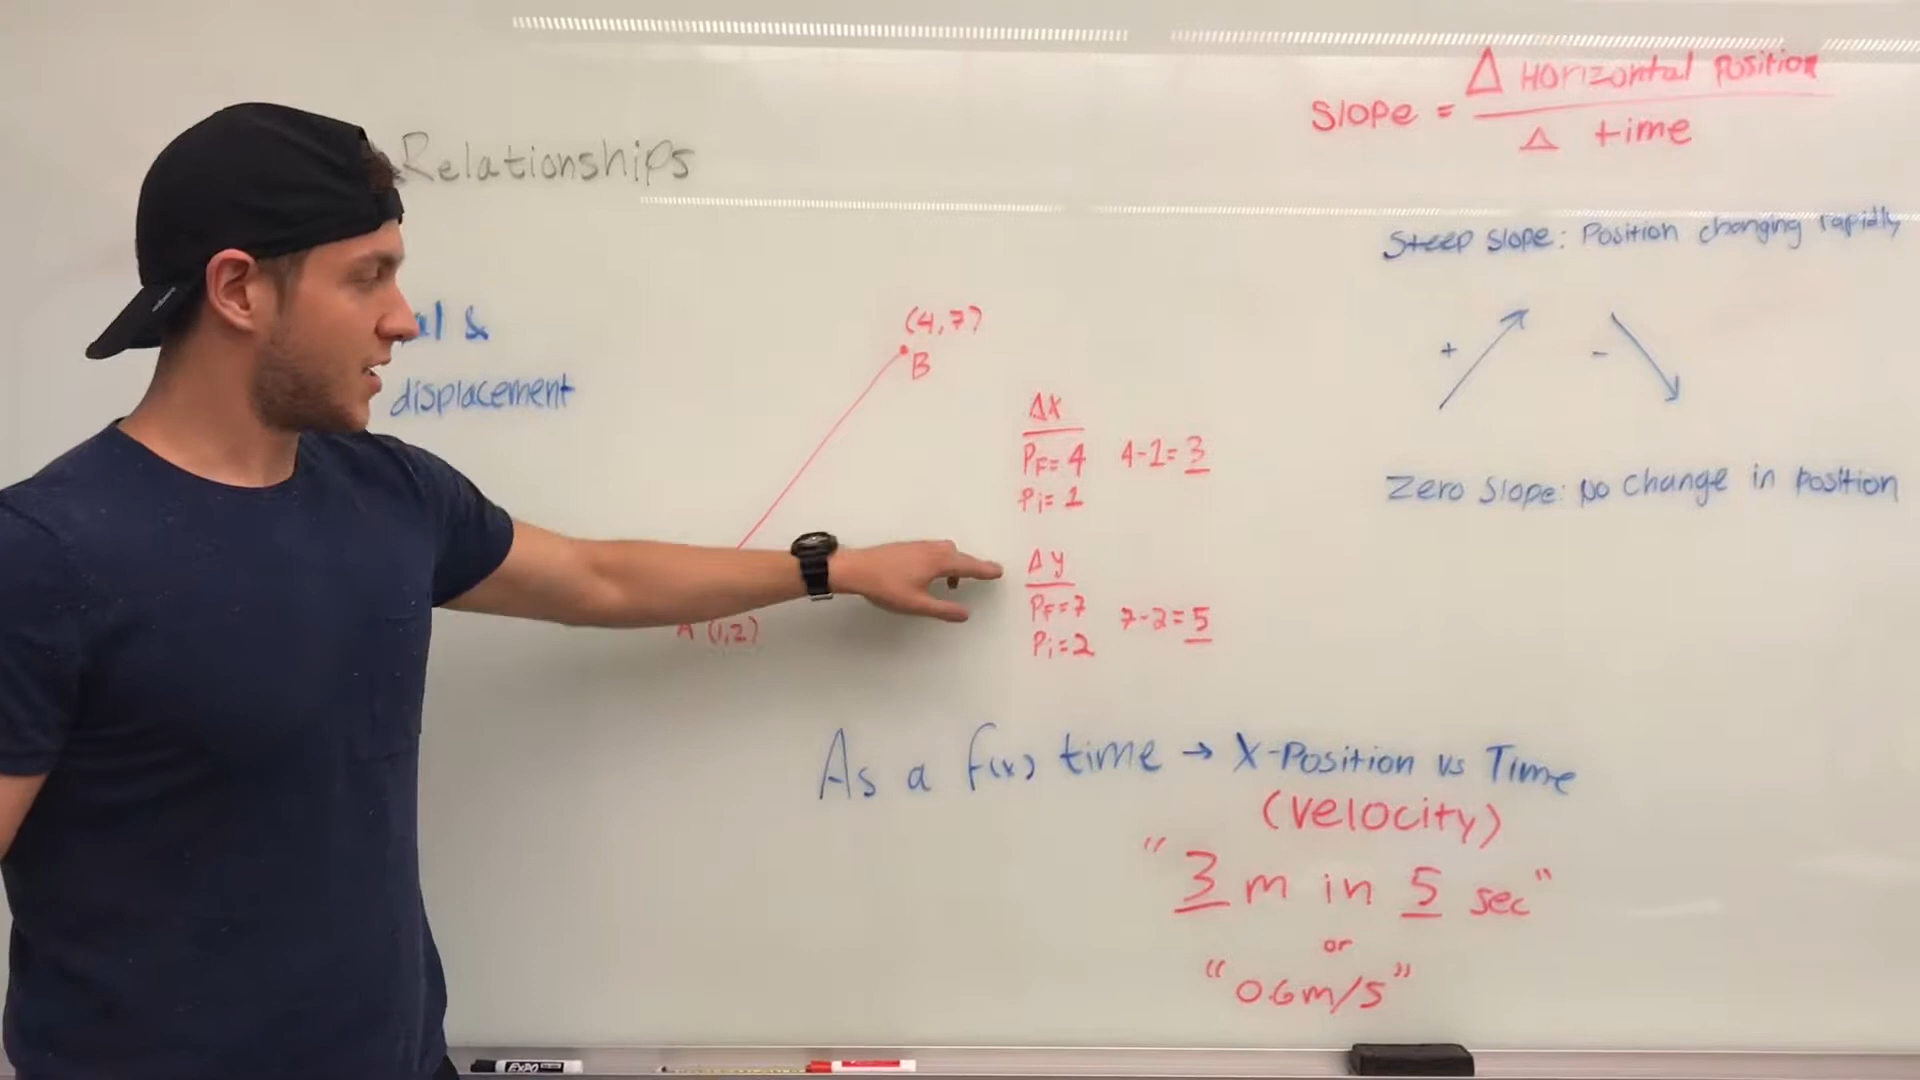 Relationships
&
displacement
(4,7)
B
A (1,2)
Δx
PF=4 4-1=3
Pi=1
Δy
PF=7 7-2=5
Pi=2
Slope = Δ Horizontal position
Δ time
Steep slope: Position changing rapidly
+ -
Zero Slope: No change in position
As a f(x) time → X-Position vs Time
(velocity)
"3 m in 5 sec"
or
"0.6m/s"
EXPO